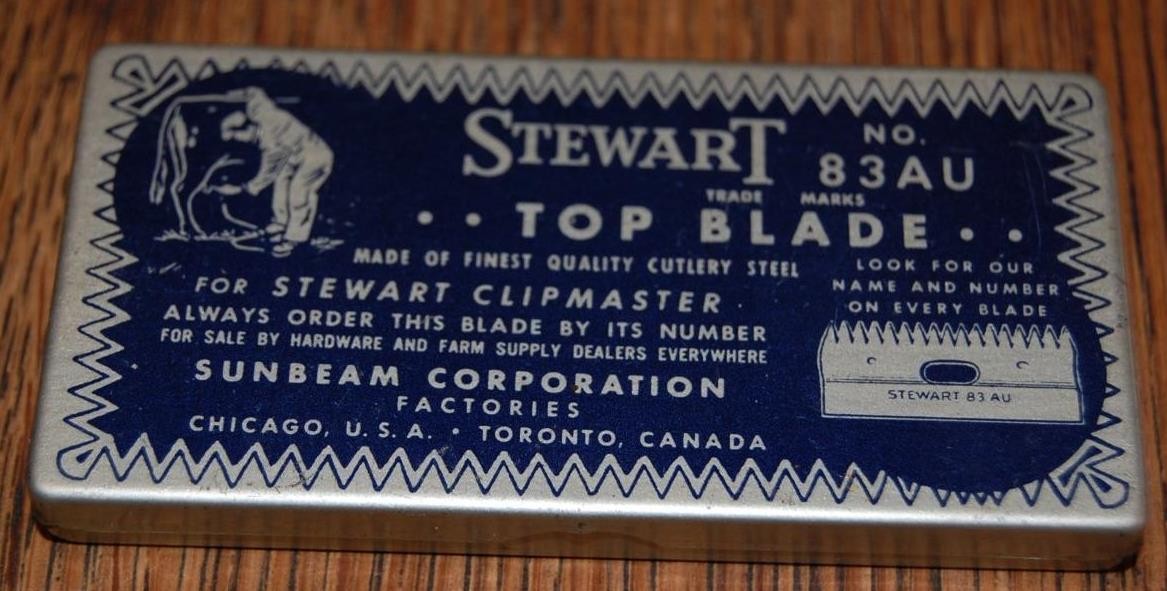 STEWART
NO.
83AU
TRADE MARKS
• • TOP BLADE • •
MADE OF FINEST QUALITY CUTLERY STEEL
FOR STEWART CLIPMASTER
ALWAYS ORDER THIS BLADE BY ITS NUMBER
FOR SALE BY HARDWARE AND FARM SUPPLY DEALERS EVERYWHERE
SUNBEAM CORPORATION
FACTORIES
CHICAGO, U.S.A. • TORONTO, CANADA
LOOK FOR OUR
NAME AND NUMBER
ON EVERY BLADE
STEWART 83 AU